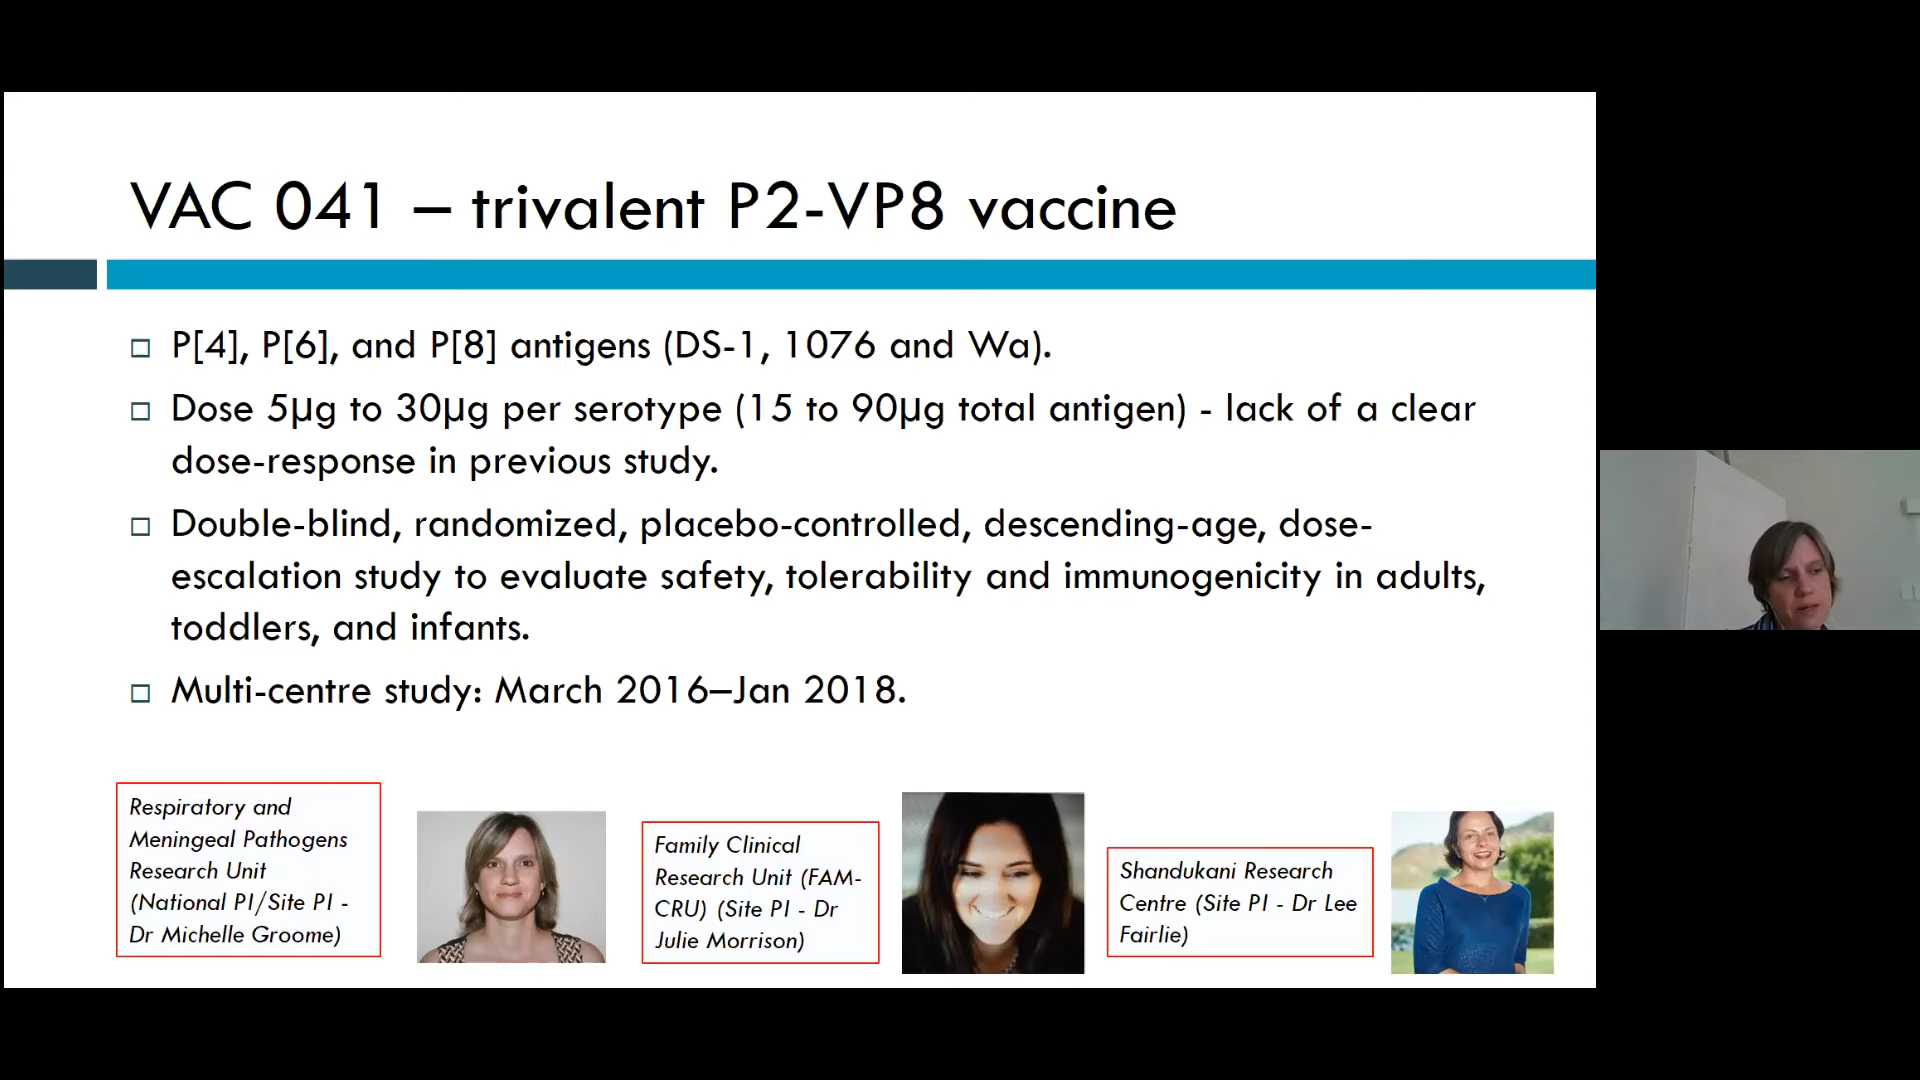 VAC 041 – trivalent P2-VP8 vaccine
P[4], P[6], and P[8] antigens (DS-1, 1076 and Wa).
Dose 5µg to 30µg per serotype (15 to 90µg total antigen) - lack of a clear
dose-response in previous study.
Double-blind, randomized, placebo-controlled, descending-age, dose-
escalation study to evaluate safety, tolerability and immunogenicity in adults,
toddlers, and infants.
Multi-centre study: March 2016–Jan 2018.
Respiratory and
Meningeal Pathogens
Research Unit
(National PI/Site PI -
Dr Michelle Groome)
Family Clinical
Research Unit (FAM-
CRU) (Site PI - Dr
Julie Morrison)
Shandukani Research
Centre (Site PI - Dr Lee
Fairlie)